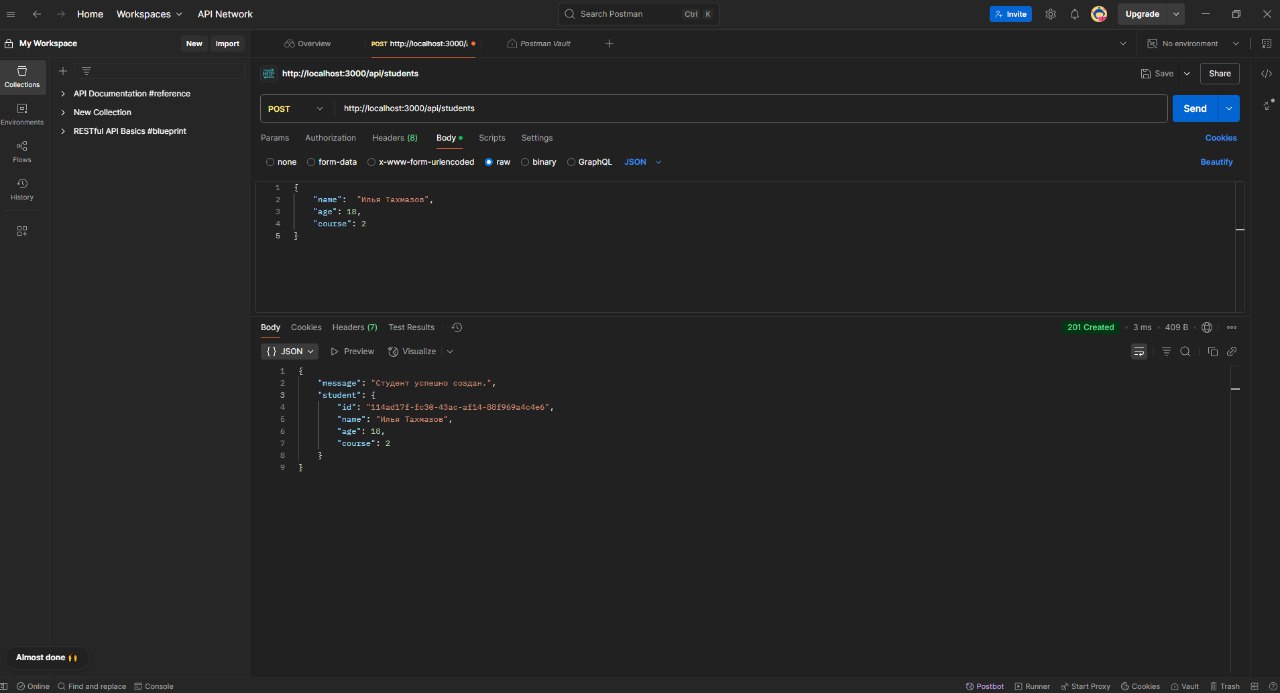 Home Workspaces API Network Search Postman Ctrl K Invite Upgrade
My Workspace New Import Overview POST http://localhost:3000/a Postman Vault No environment
Collections
Environments
Flows
History
API Documentation #reference
New Collection
RESTful API Basics #blueprint
http://localhost:3000/api/students Save Share
POST http://localhost:3000/api/students Send
Params Authorization Headers (8) Body Scripts Settings Cookies
none form-data x-www-form-urlencoded raw binary GraphQL JSON Beautify
1 {
2 "name": "Илья Тахмазов",
3 "age": 18,
4 "course": 2
5 }
Body Cookies Headers (7) Test Results 201 Created 3 ms 409 B
{ } JSON Preview Visualize
1 {
2 "message": "Студент успешно создан.",
3 "student": {
4 "id": "114ad17f-fc30-43ac-af14-88f969a4c4e6",
5 "name": "Илья Тахмазов",
6 "age": 18,
7 "course": 2
8 }
9 }
Almost done
Online Find and replace Console Postbot Runner Start Proxy Cookies Vault Trash